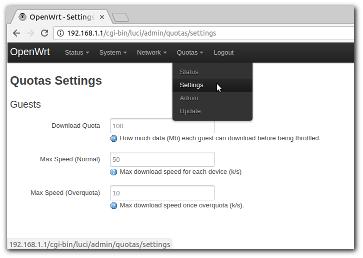 OpenWrt - Settings
192.168.1.1/cgi-bin/luci/admin/quotas/settings
OpenWrt Status System Network Quotas Logout
Status
Settings
Admin
Update
Quotas Settings
Guests
Download Quota 100
How much data (Mb) each guest can download before being throttled.
Max Speed (Normal) 50
Max download speed for each device (k/s)
Max Speed (Overquota) 10
Max download speed once overquota (k/s).
192.168.1.1/cgi-bin/luci/admin/quotas/settings